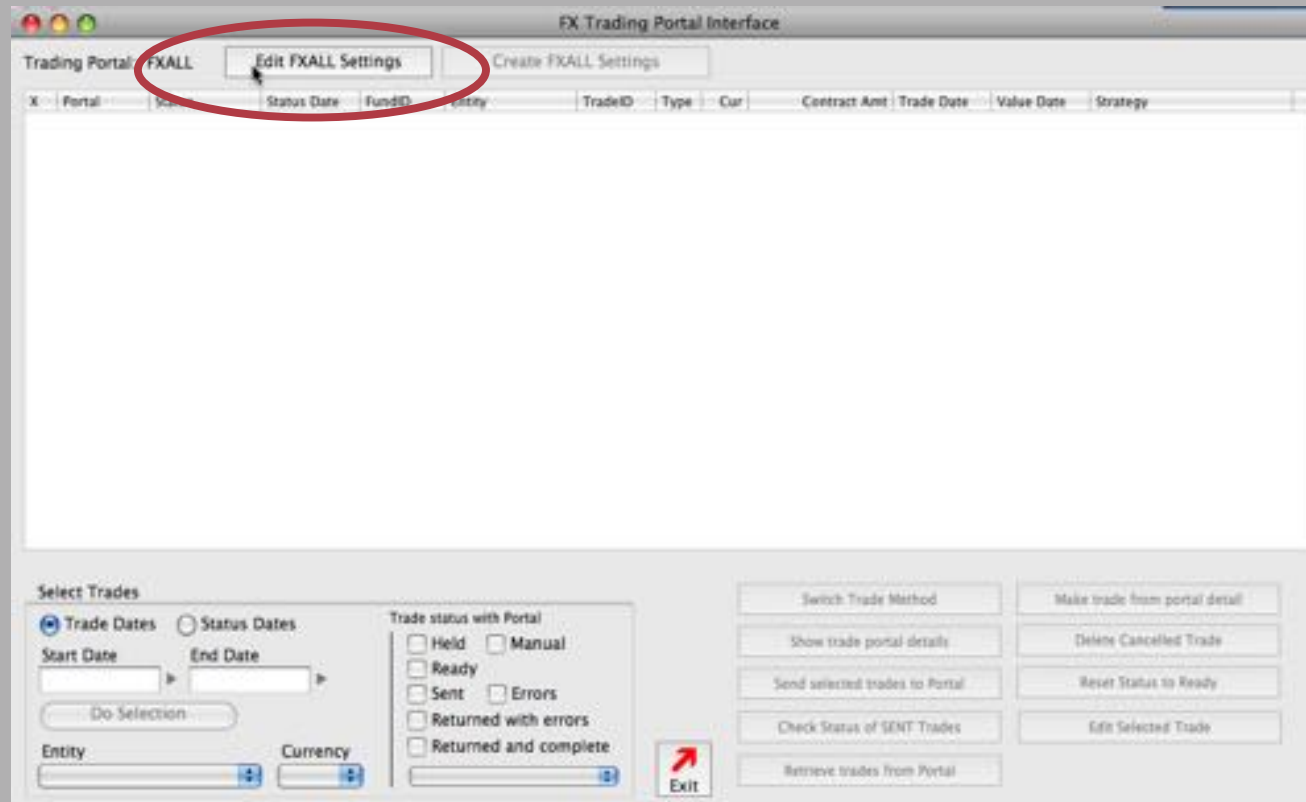 FX Trading Portal Interface
Trading Portal: FXALL Edit FXALL Settings Create FXALL Settings
X Portal Status Status Date FundID Entity TradeID Type Cur Contract Amt Trade Date Value Date Strategy
Select Trades
Trade Dates Status Dates
Start Date End Date
Do Selection
Entity Currency
Trade status with Portal
Held Manual
Ready
Sent Errors
Returned with errors
Returned and complete
Exit
Switch Trade Method Make trade from portal detail
Show trade portal details Delete Cancelled Trade
Send selected trades to Portal Reset Status to Ready
Check Status of SENT Trades Edit Selected Trade
Retrieve trades from Portal